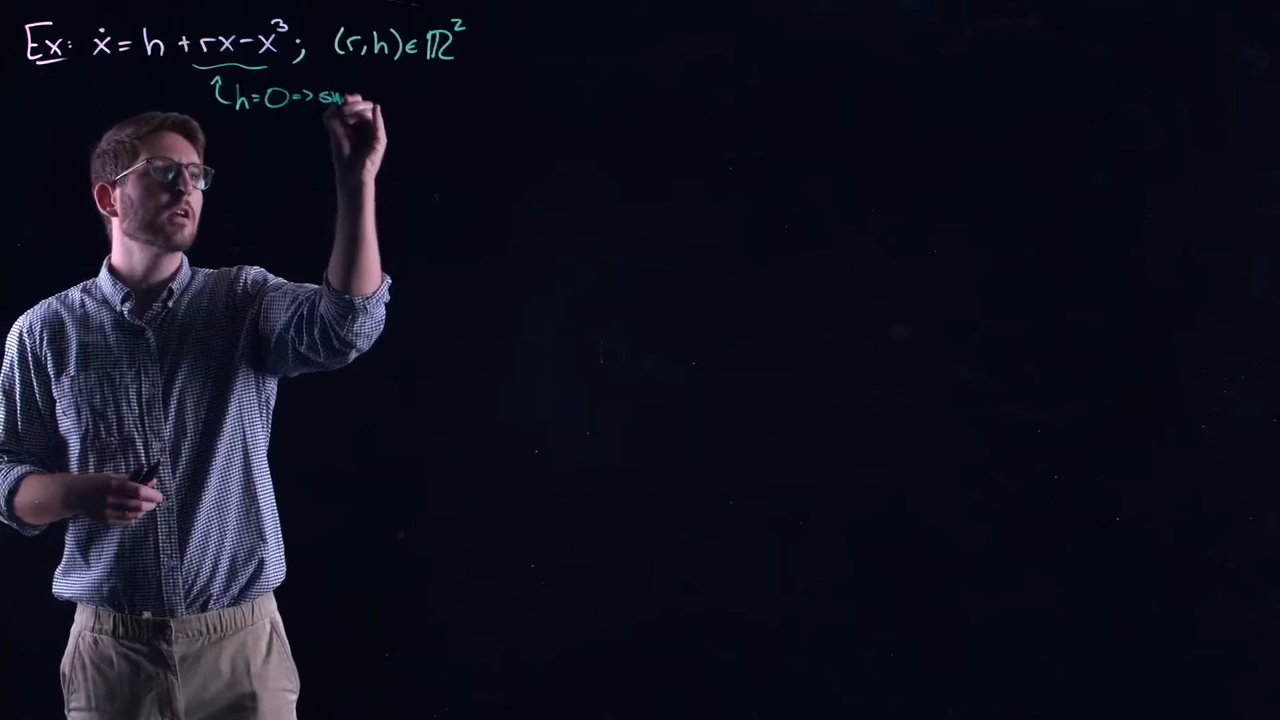 Ex: ẋ = h + rx - x³ ; (r,h) ∈ ℝ²
h=0 =>